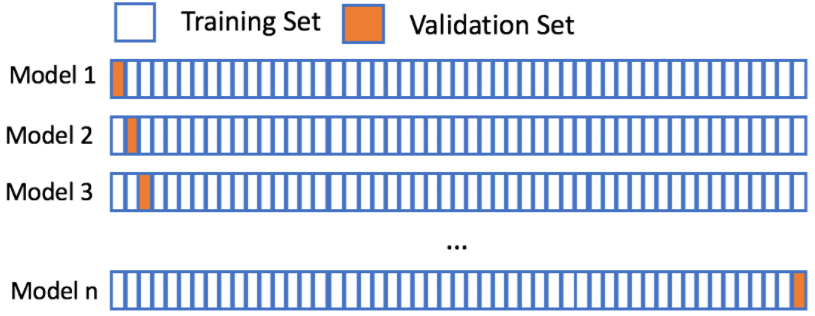 Training Set Validation Set
Model 1
Model 2
Model 3
...
Model n